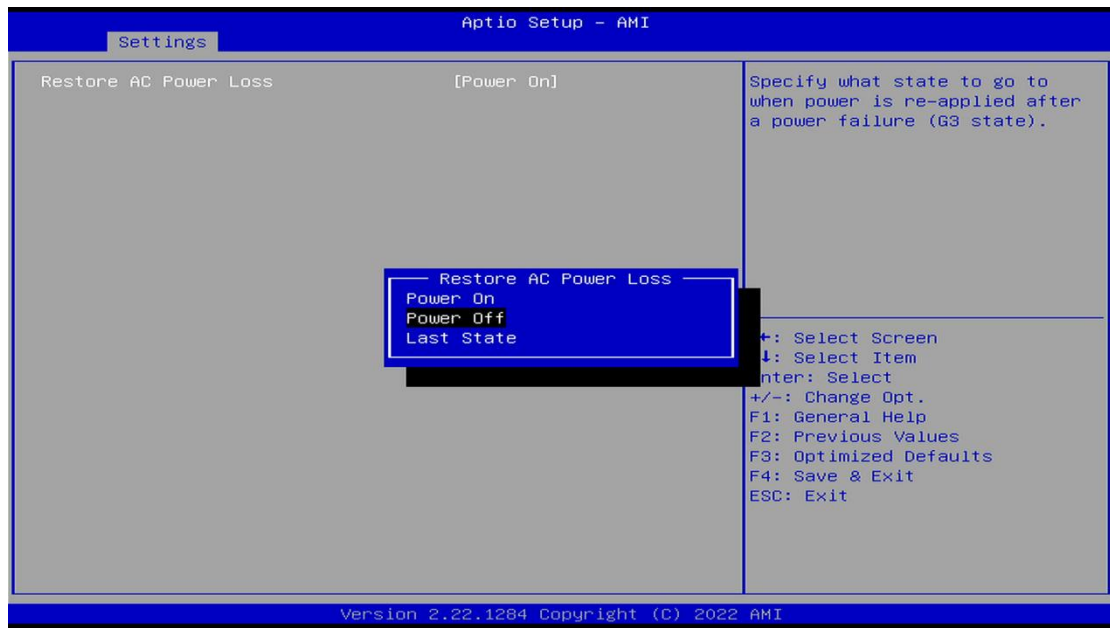 Aptio Setup – AMI
Settings
Restore AC Power Loss [Power On]
Specify what state to go to
when power is re-applied after
a power failure (G3 state).
Restore AC Power Loss
Power On
Power Off
Last State
←: Select Screen
↓: Select Item
nter: Select
+/-: Change Opt.
F1: General Help
F2: Previous Values
F3: Optimized Defaults
F4: Save & Exit
ESC: Exit
Version 2.22.1284 Copyright (C) 2022 AMI